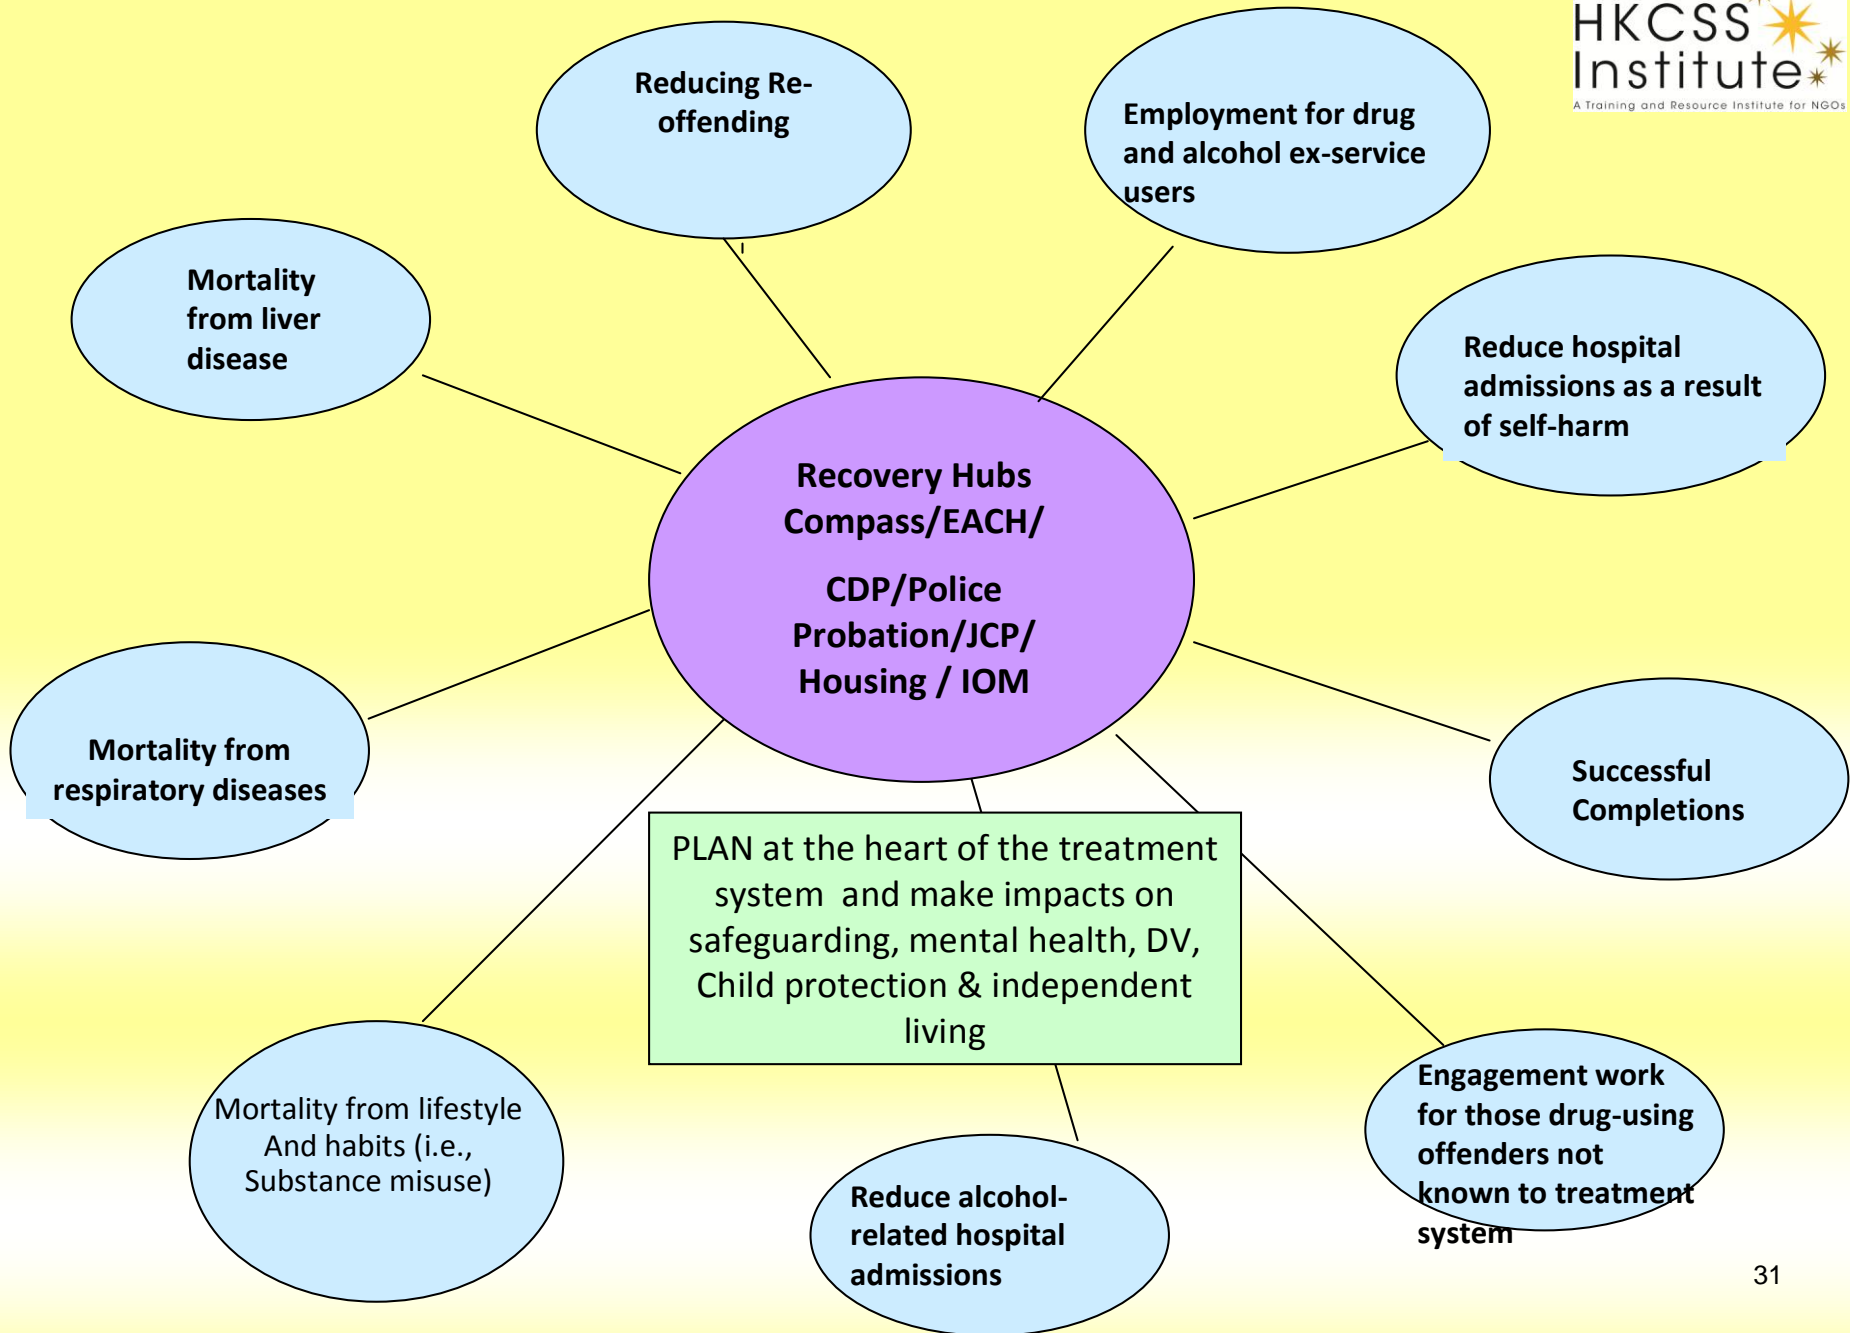 HKCSS
Institute
A Training and Resource Institute for NGOs
Reducing Re-
offending
Employment for drug
and alcohol ex-service
users
Mortality
from liver
disease
Reduce hospital
admissions as a result
of self-harm
Recovery Hubs
Compass/EACH/
CDP/Police
Probation/JCP/
Housing / IOM
Mortality from
respiratory diseases
Successful
Completions
PLAN at the heart of the treatment
system  and make impacts on
safeguarding, mental health, DV,
Child protection & independent
living
Mortality from lifestyle
And habits (i.e.,
Substance misuse)
Reduce alcohol-
related hospital
admissions
Engagement work
for those drug-using
offenders not
known to treatment
system
31